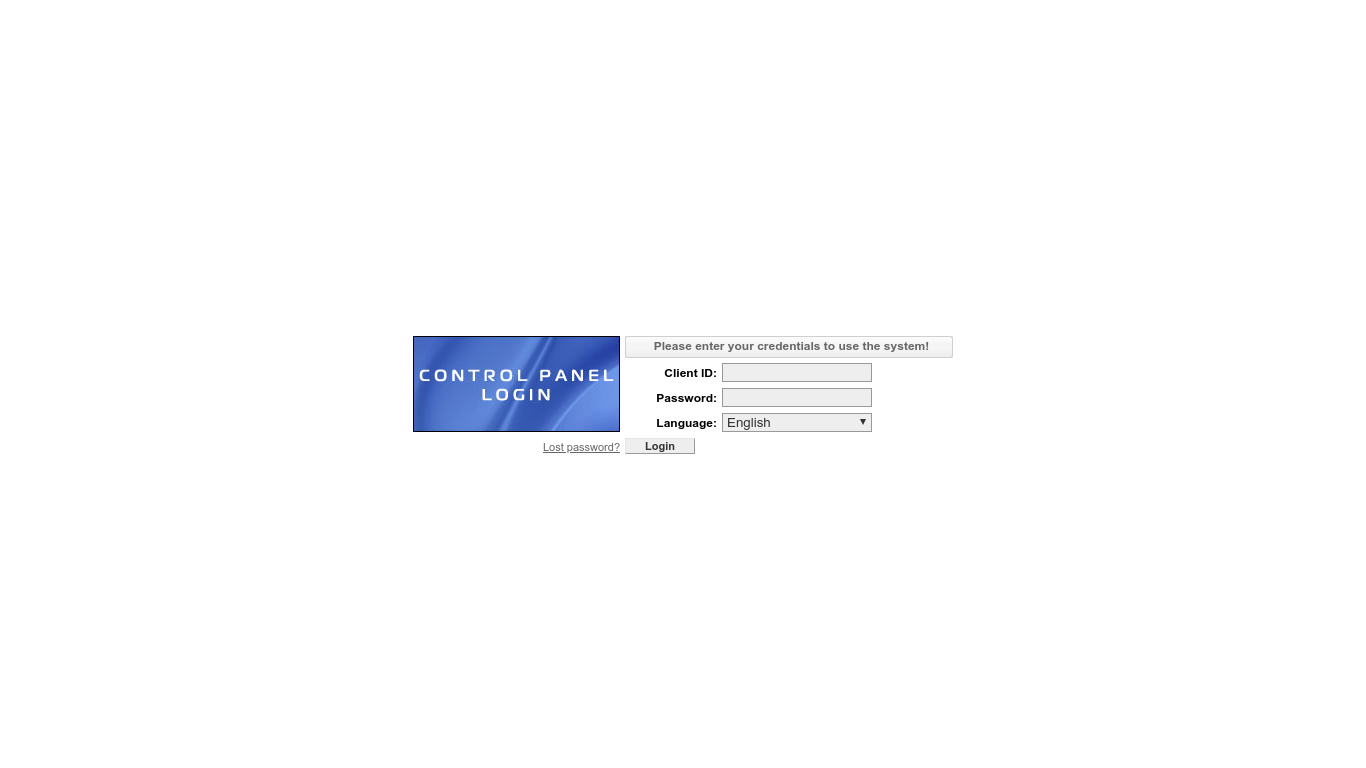 CONTROL PANEL
LOGIN
Please enter your credentials to use the system!
Client ID:
Password:
Language: English
Lost password? Login